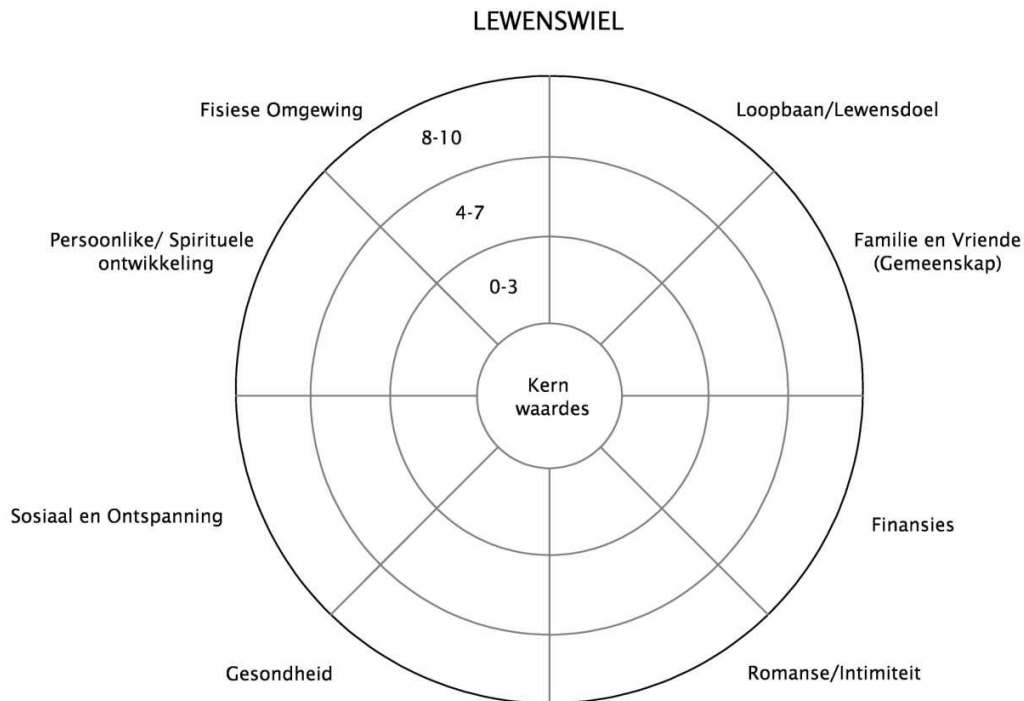 LEWENSWIEL
Fisiese Omgewing
Loopbaan/Lewensdoel
8-10
4-7
Persoonlike/ Spirituele
ontwikkeling
Familie en Vriende
(Gemeenskap)
0-3
Kern
waardes
Sosiaal en Ontspanning
Finansies
Gesondheid
Romanse/Intimiteit